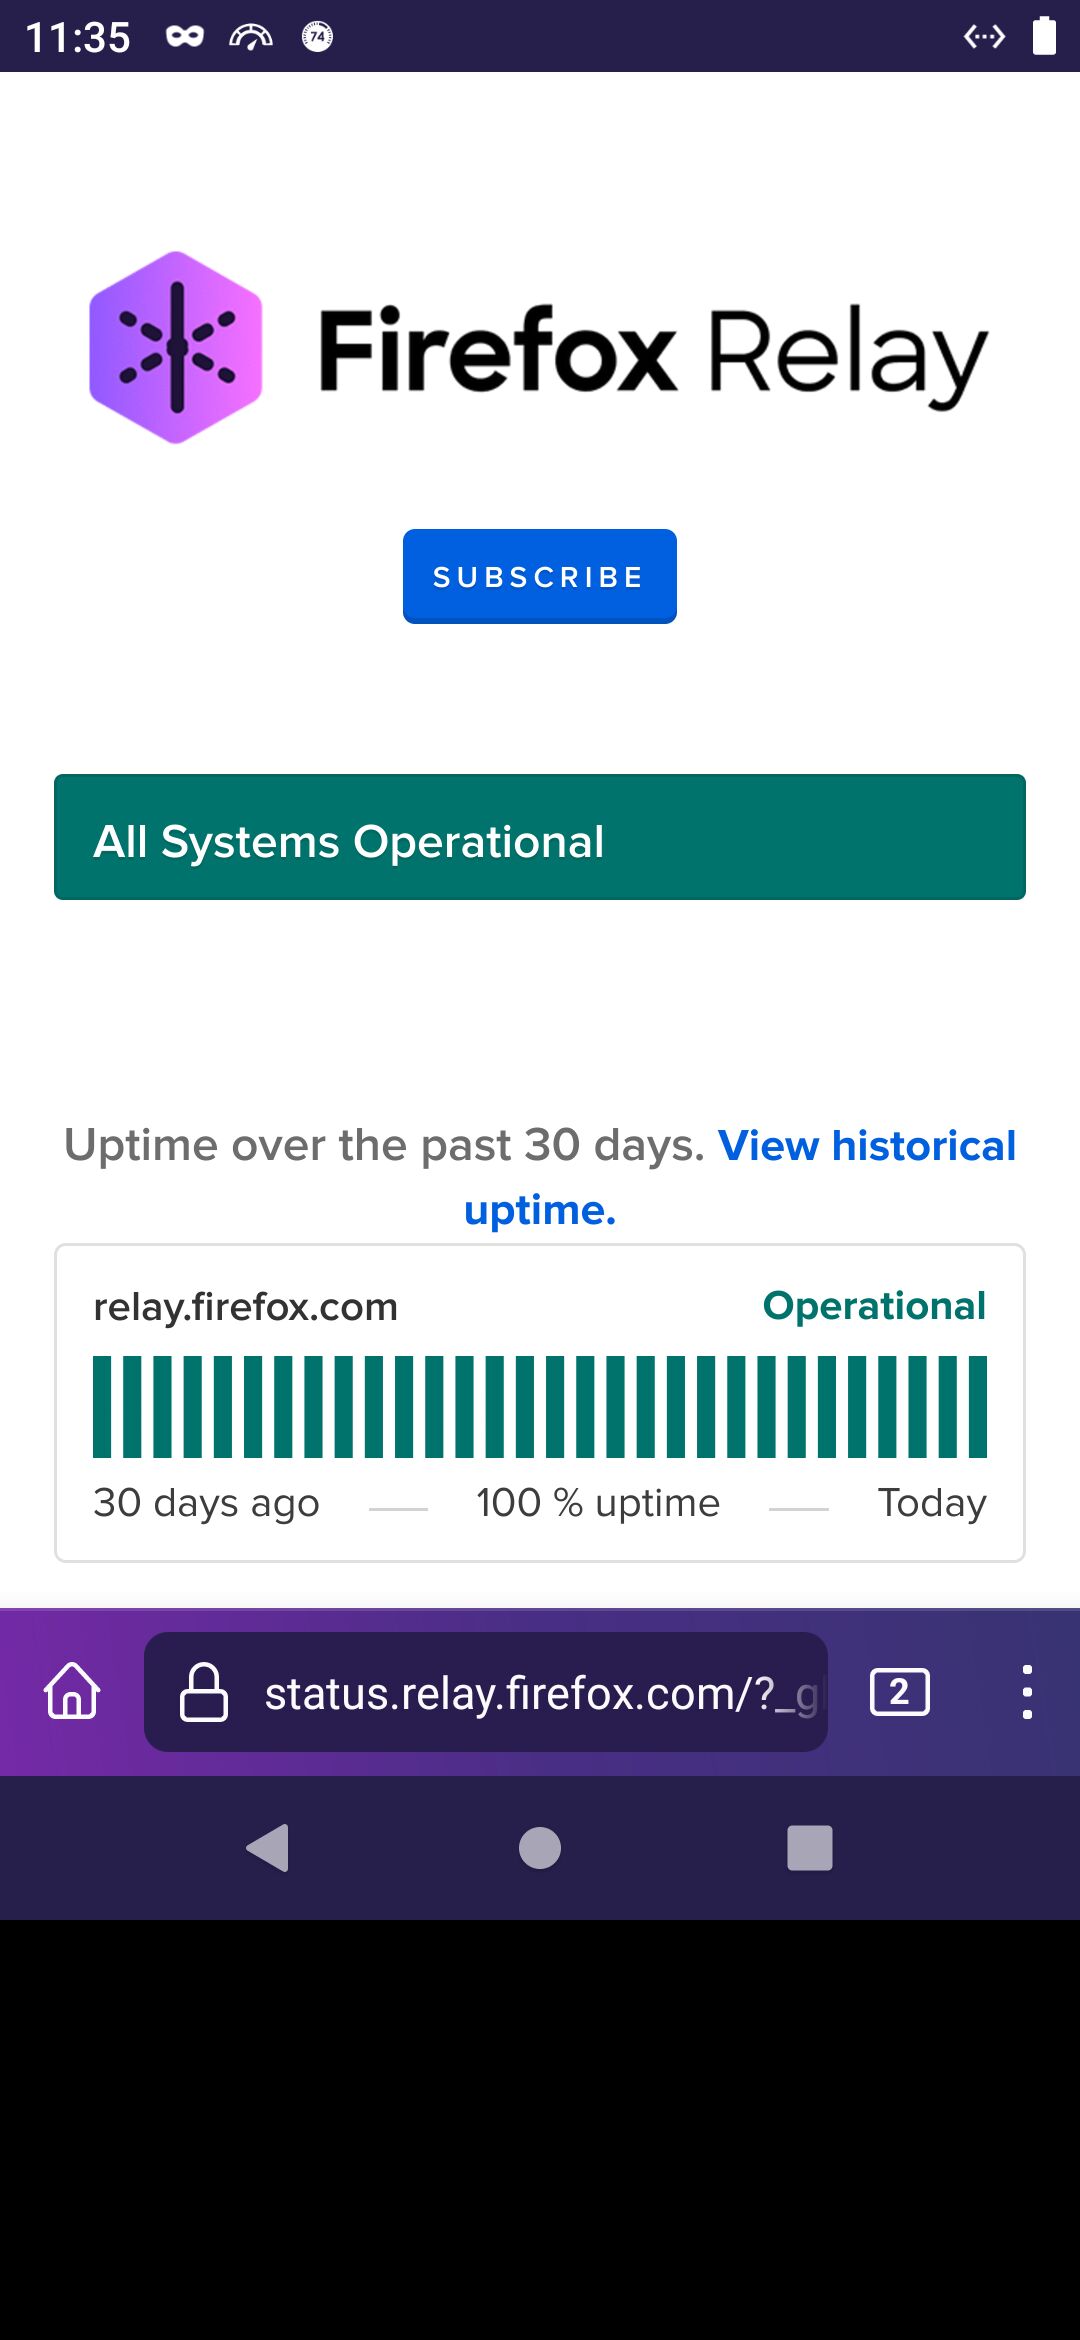 11:35
74
Firefox Relay
SUBSCRIBE
All Systems Operational
Uptime over the past 30 days. View historical
uptime.
relay.firefox.com Operational
30 days ago 100 % uptime Today
status.relay.firefox.com/?_g
2